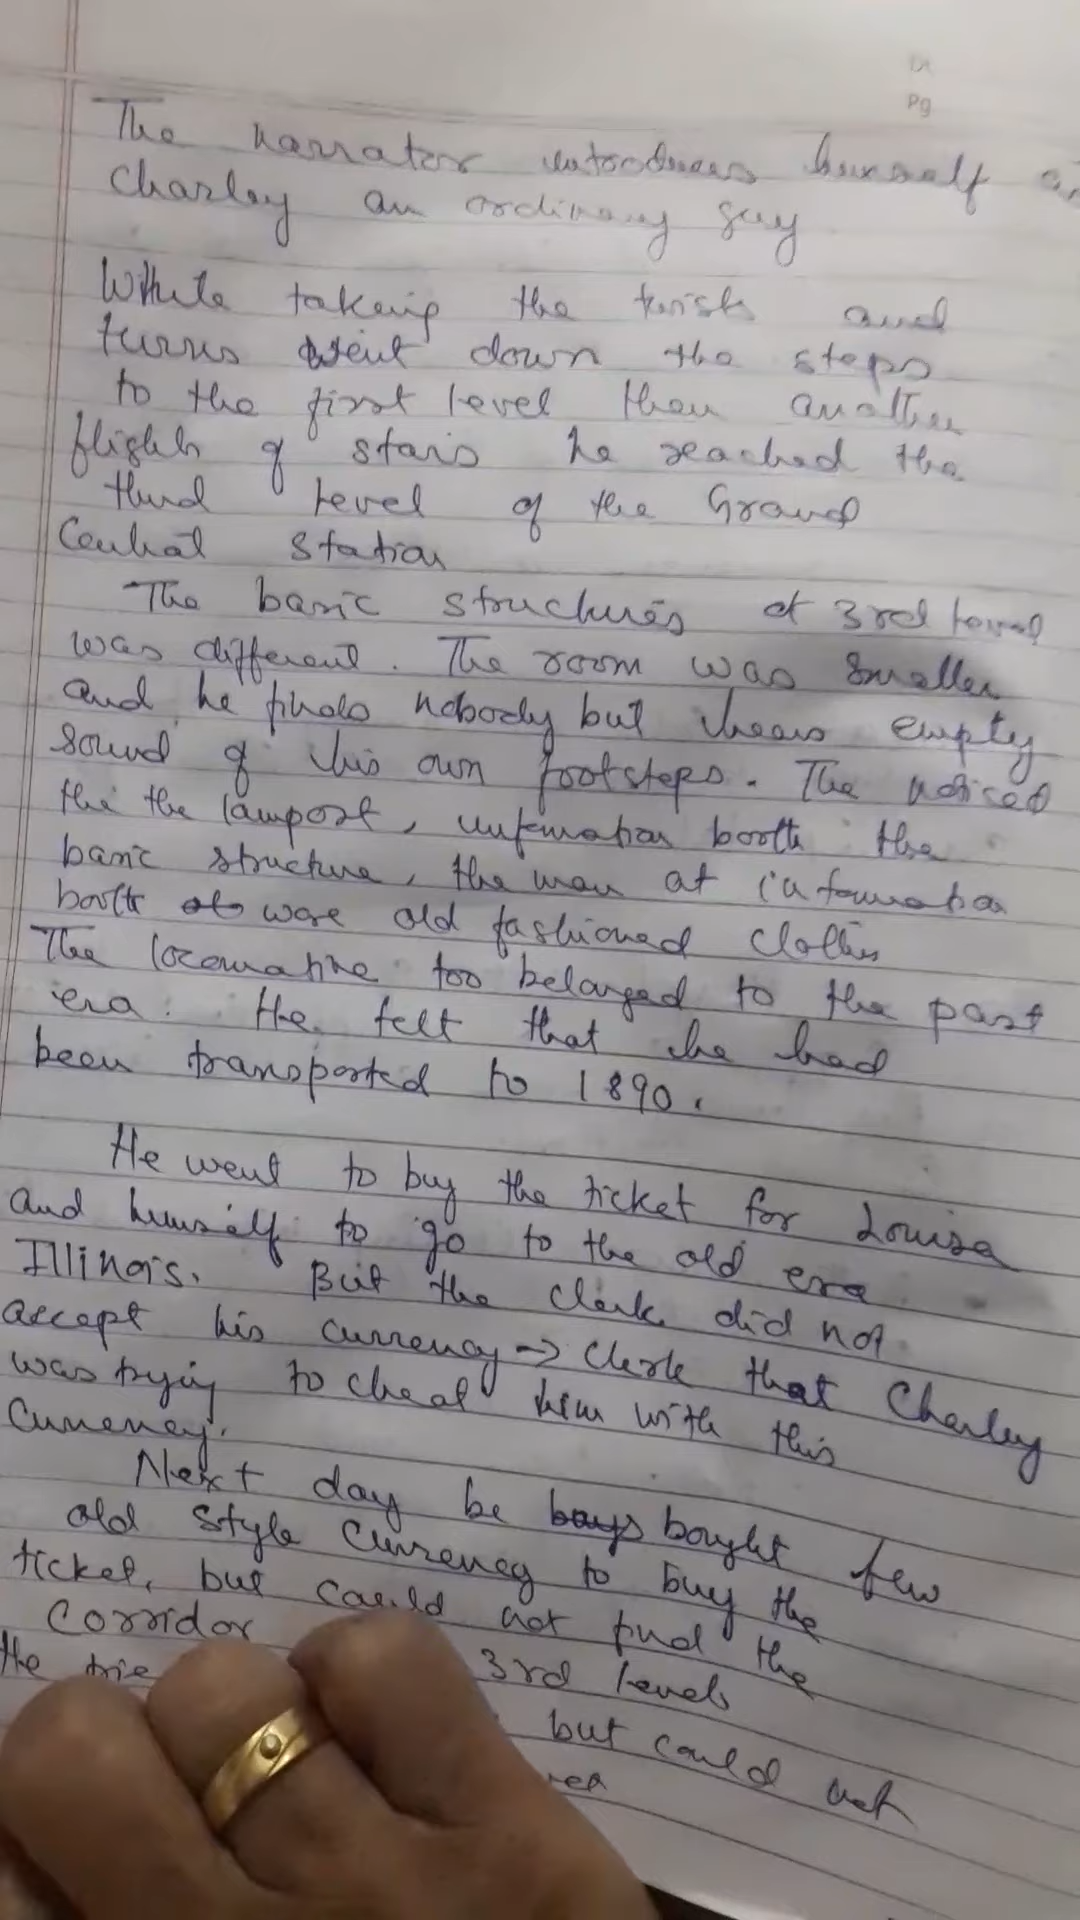 Pg
The narrator introduces himself as
Charley an ordinary guy
While takeing the twists and
turns went down the steps
to the first level then another
flights of stairs he reached the
third level of the Grand
Central Station
The basic structures of 3rd level
was different. The room was smaller
and he finds nobody but hears empty
sound of his own footsteps. The noticed
the the lampost, information booth the
basic structure, the man at information
booth wore old fashioned clothes
The locomotive too belonged to the past
era. He felt that he had
been transported to 1890.
He went to buy the ticket for Louisa
and himself to go to the old era
Illinois. But the clerk did not
accept his currency → Clerk that Charley
was trying to cheat him with this
Currency.
Next day he bays bought few
old style Currency to buy the
ticket, but could not find the
Corridor 3rd levels
He
but could not